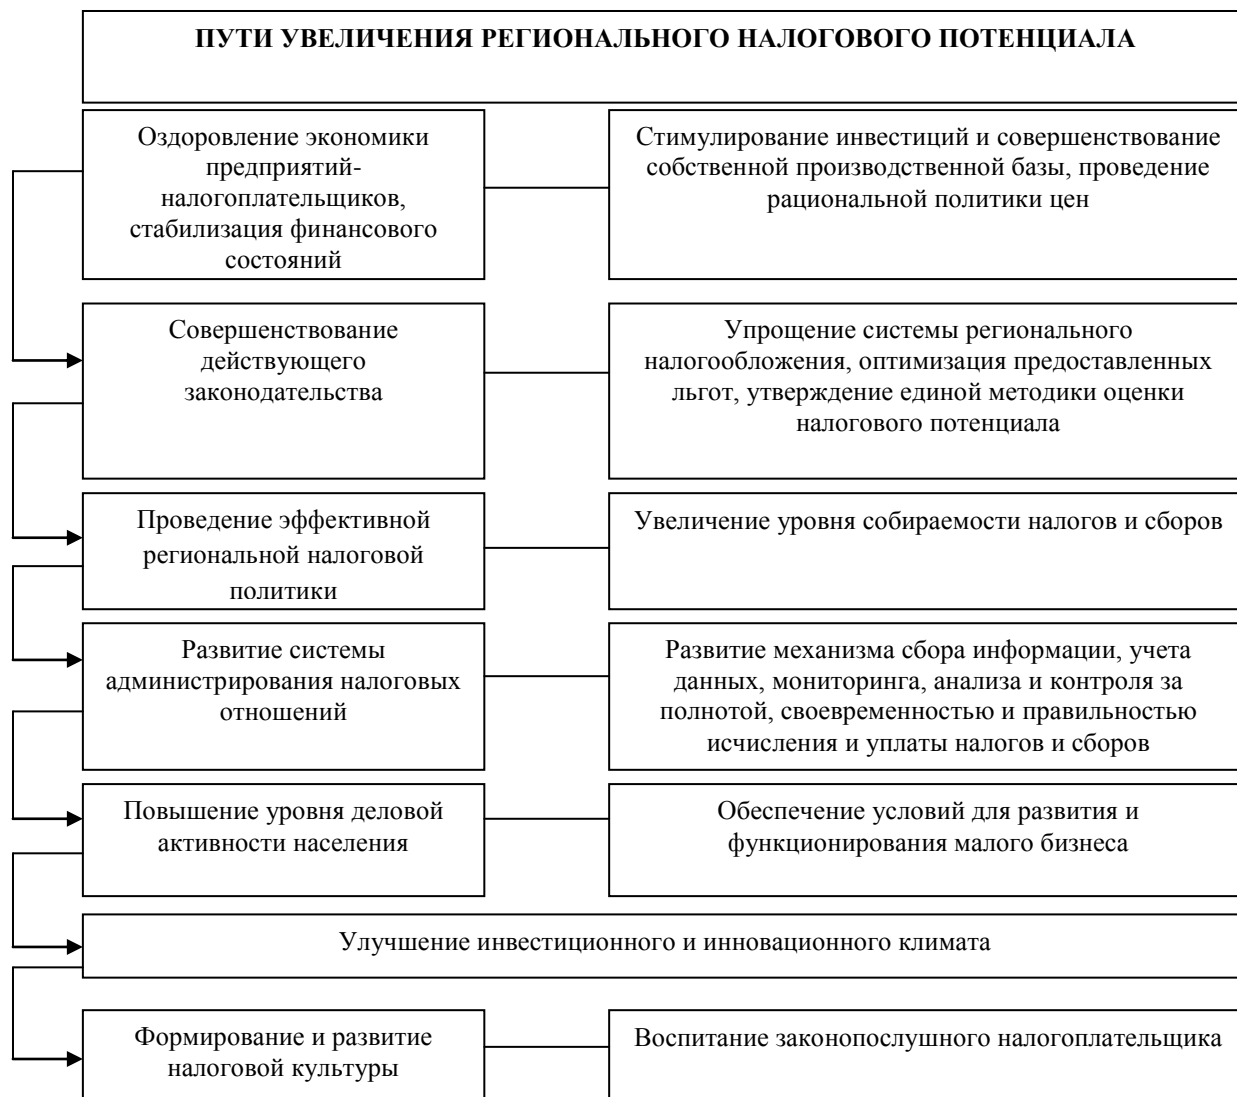 ПУТИ УВЕЛИЧЕНИЯ РЕГИОНАЛЬНОГО НАЛОГОВОГО ПОТЕНЦИАЛА
Оздоровление экономики
предприятий-
налогоплательщиков,
стабилизация финансового
состояний
Стимулирование инвестиций и совершенствование
собственной производственной базы, проведение
рациональной политики цен
Совершенствование
действующего
законодательства
Упрощение системы регионального
налогообложения, оптимизация предоставленных
льгот, утверждение единой методики оценки
налогового потенциала
Проведение эффективной
региональной налоговой
политики
Увеличение уровня собираемости налогов и сборов
Развитие системы
администрирования налоговых
отношений
Развитие механизма сбора информации, учета
данных, мониторинга, анализа и контроля за
полнотой, своевременностью и правильностью
исчисления и уплаты налогов и сборов
Повышение уровня деловой
активности населения
Обеспечение условий для развития и
функционирования малого бизнеса
Улучшение инвестиционного и инновационного климата
Формирование и развитие
налоговой культуры
Воспитание законопослушного налогоплательщика